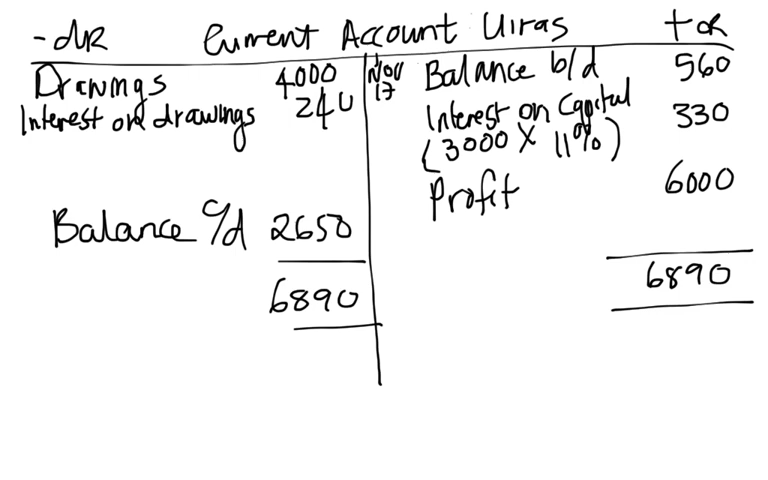 - dR Current Account Uiras + CR
Drawings 4000 Nov 17 Balance b/d 560
Interest on drawings 240 Interest on Capital 330
(3000 X 11%)
Profit 6000
Balance c/d 2650
6890 6890